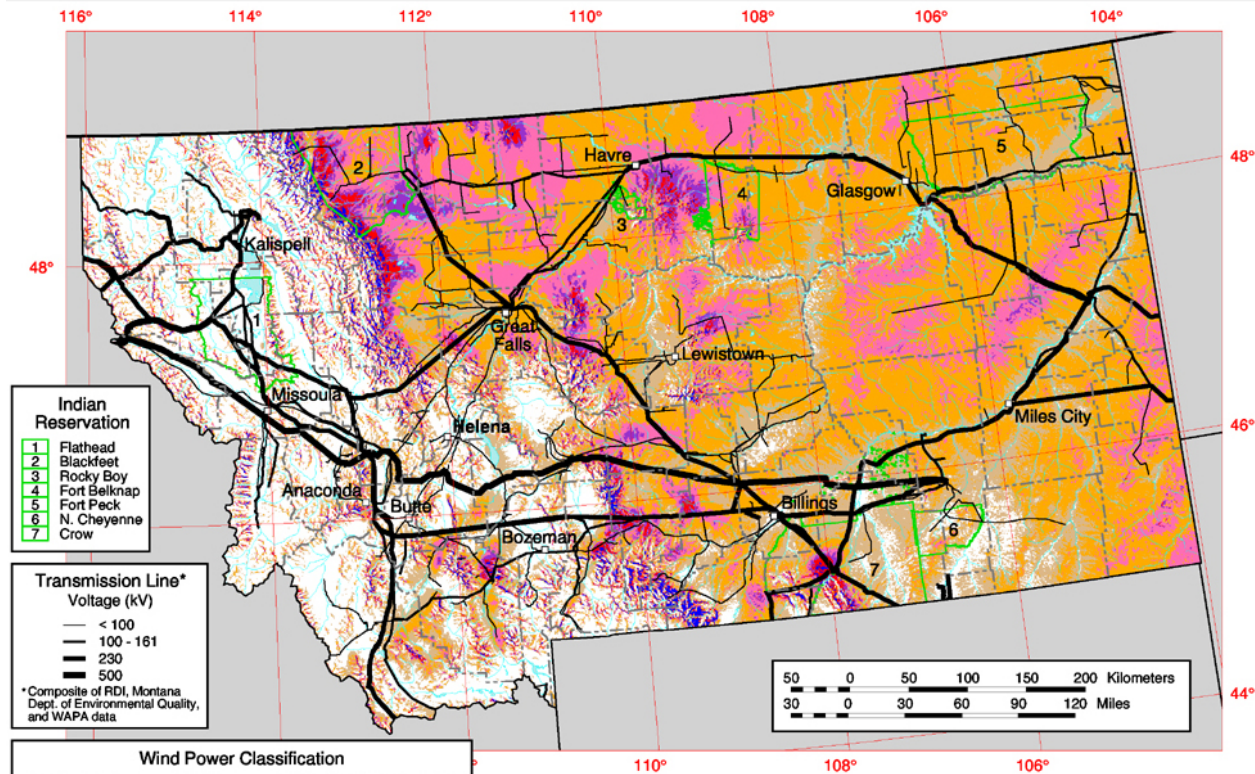 116°
114°
112°
110°
108°
106°
104°
Havre
Glasgow
2
3
4
5
48°
Kalispell
48°
1
Great
Falls
Lewistown
Missoula
Helena
Miles City
46°
Anaconda
Butte
Billings
Bozeman
6
7
Indian
Reservation
1 Flathead
2 Blackfeet
3 Rocky Boy
4 Fort Belknap
5 Fort Peck
6 N. Cheyenne
7 Crow
Transmission Line*
Voltage (kV)
< 100
100 - 161
230
500
*Composite of RDI, Montana
Dept. of Environmental Quality,
and WAPA data
50 0 50 100 150 200 Kilometers
30 0 30 60 90 120 Miles
44°
Wind Power Classification
110°
108°
106°